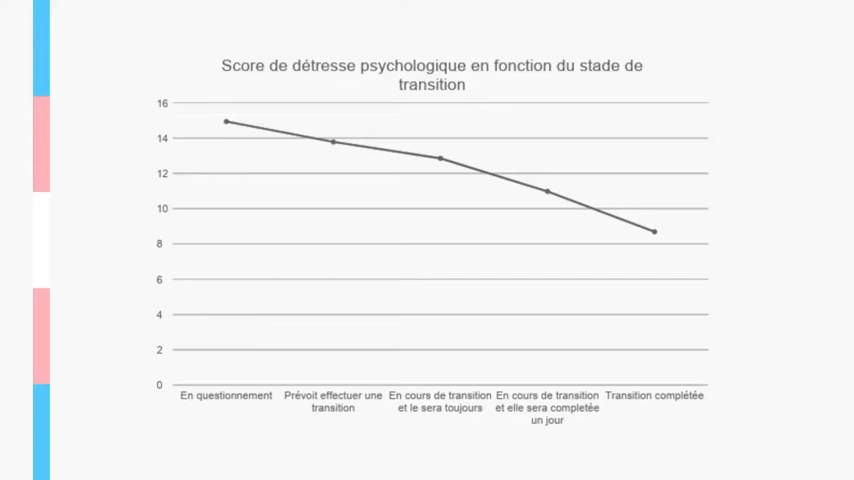 Score de détresse psychologique en fonction du stade de
transition
16
14
12
10
8
6
4
2
0
En questionnement
Prévoit effectuer une
transition
En cours de transition
et le sera toujours
En cours de transition
et elle sera completée
un jour
Transition complétée